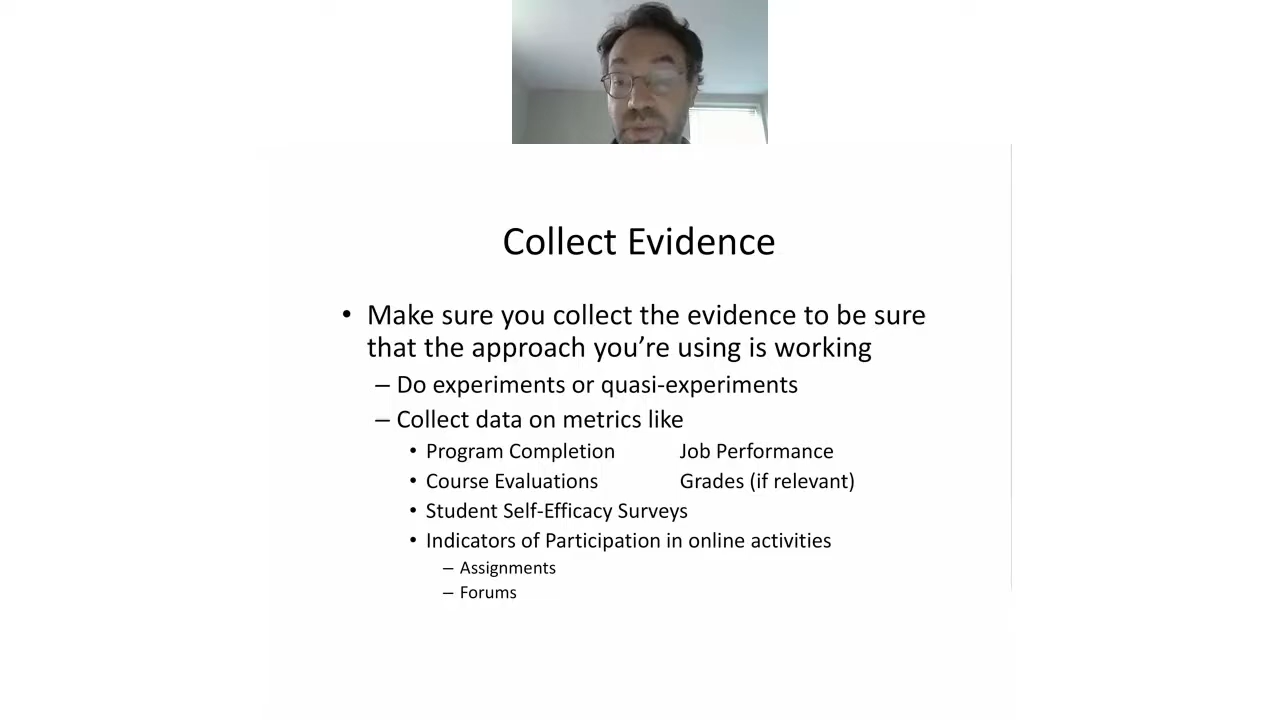 Collect Evidence
• Make sure you collect the evidence to be sure
that the approach you’re using is working
– Do experiments or quasi-experiments
– Collect data on metrics like
• Program Completion Job Performance
• Course Evaluations Grades (if relevant)
• Student Self-Efficacy Surveys
• Indicators of Participation in online activities
– Assignments
– Forums